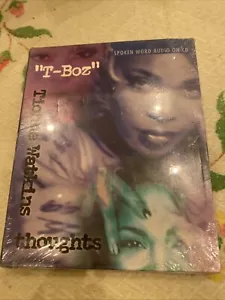 SPOKEN WORD AUDIO ON CD
"T-Boz"
Tionne Watkins
thoughts